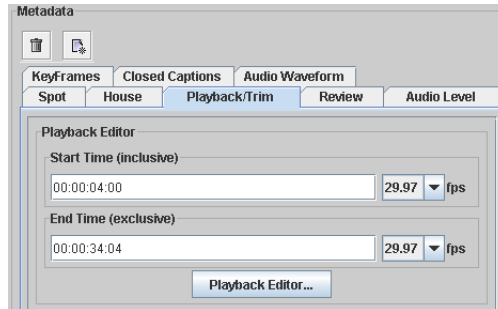 Metadata
KeyFrames Closed Captions Audio Waveform
Spot House Playback/Trim Review Audio Level
Playback Editor
Start Time (inclusive)
00:00:04:00 29.97 fps
End Time (exclusive)
00:00:34:04 29.97 fps
Playback Editor...